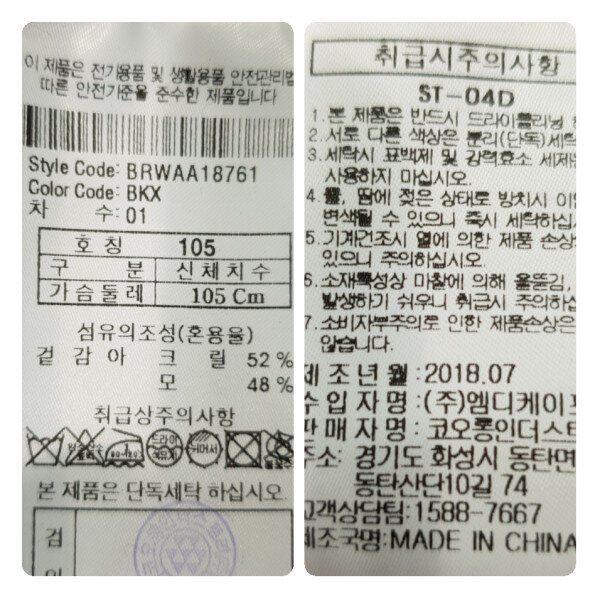 이 제품은 전기용품 및 생활용품 안전관리법
따른 안전기준을 준수한 제품입니다
Style Code: BRWAA18761
Color Code: BKX
차 수: 01
호 칭 105
구 분 신체치수
가슴둘레 105 Cm
섬유의조성(혼용율)
겉 감 아 크 릴 52 %
모 48 %
취급상주의사항
드라이
본 제품은 단독세탁 하십시오.
검
취급시주의사항
ST-04D
1. 본 제품은 반드시 드라이클리닝
2. 서로 다른 색상은 분리(단독)세탁
3. 세탁시 표백제 및 강력효소 세제
사용하지 마십시오.
4. 물, 땀에 젖은 상태로 방치시
변색될 수 있으니 즉시 세탁하십
5. 기계건조시 열에 의한 제품 손상
있으니 주의하십시오.
6. 소재특성상 마찰에 의해 올뜯김,
발생하기 쉬우니 취급시 주의하십
7. 소비자부주의로 인한 제품손상은
않습니다.
제 조 년 월 : 2018.07
수 입 자 명 : (주)엠디케이
판 매 자 명 : 코오롱인더스
주소: 경기도 화성시 동탄면
동탄산단10길 74
고객상담팀: 1588-7667
제조국명: MADE IN CHINA